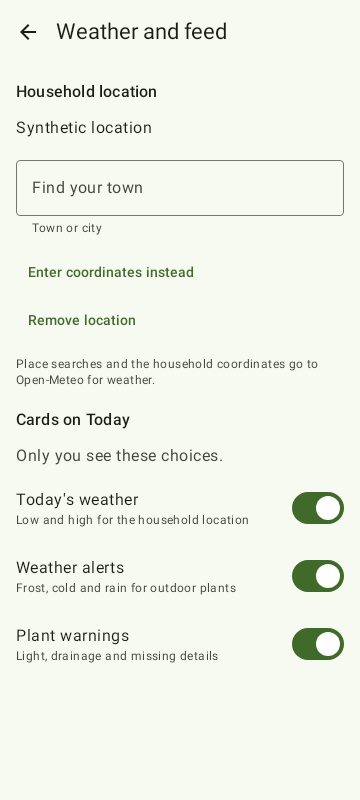 Weather and feed
Household location
Synthetic location
Find your town
Town or city
Enter coordinates instead
Remove location
Place searches and the household coordinates go to
Open-Meteo for weather.
Cards on Today
Only you see these choices.
Today's weather
Low and high for the household location
Weather alerts
Frost, cold and rain for outdoor plants
Plant warnings
Light, drainage and missing details